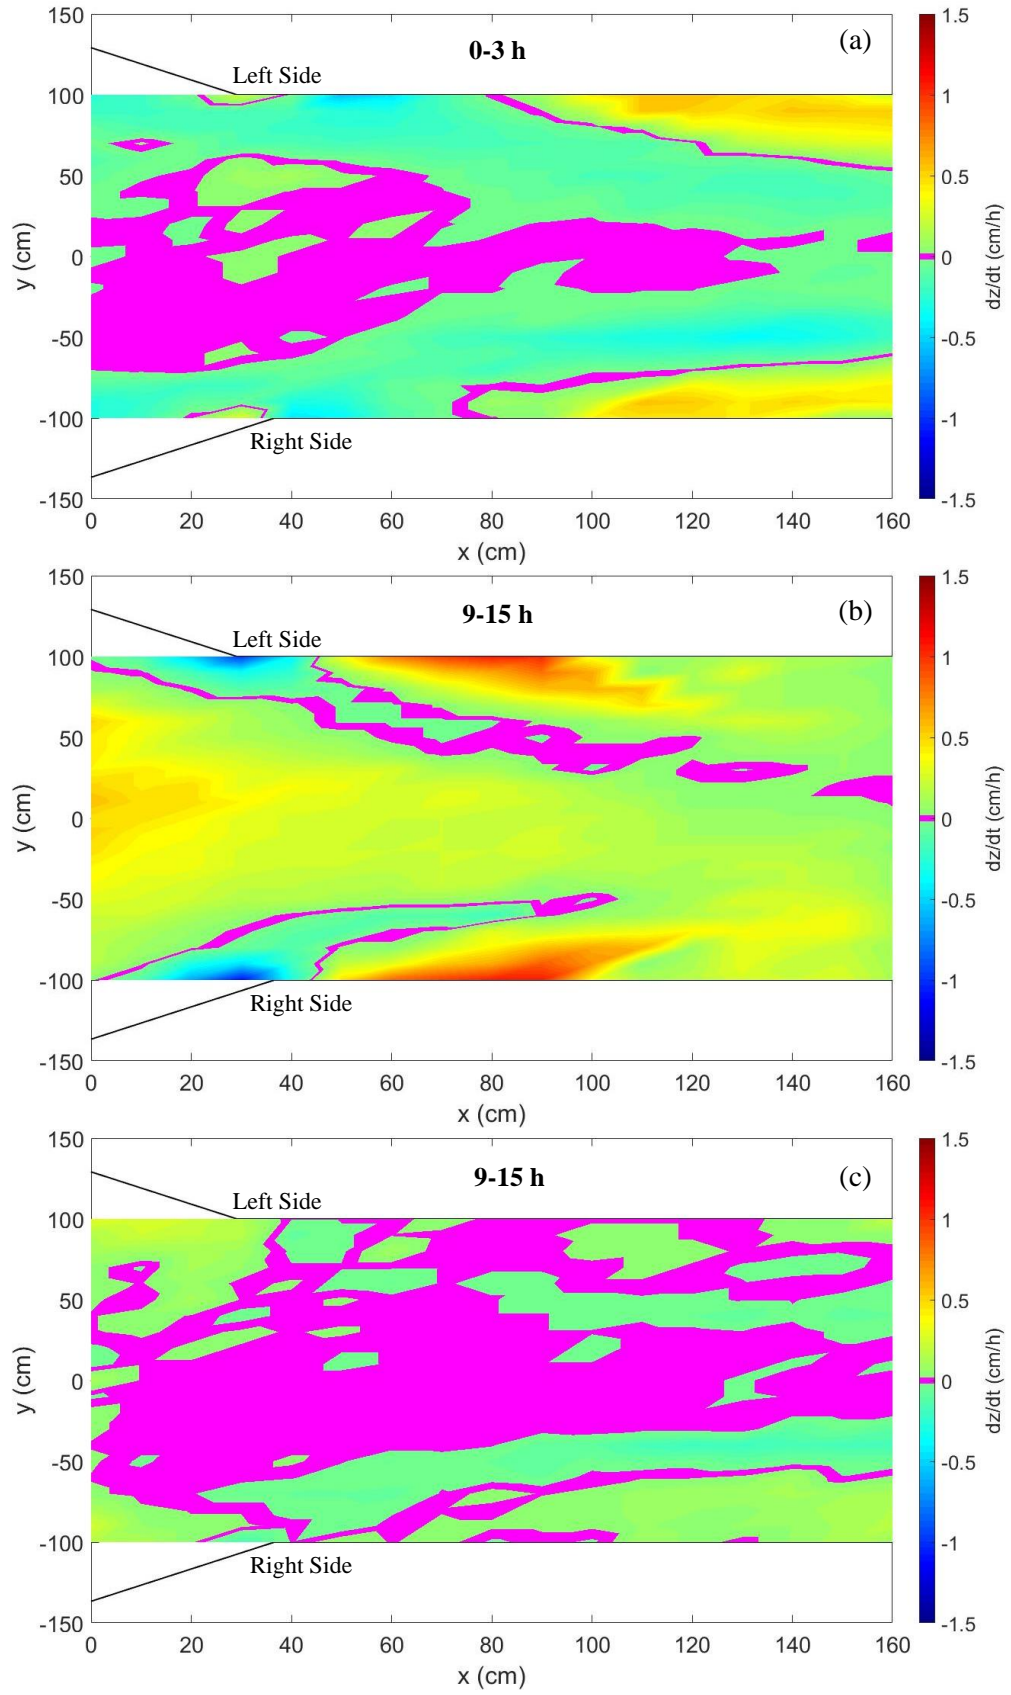 150
0-3 h
(a)
Left Side
100
50
0
-50
-100
-150
y (cm)
Right Side
0 20 40 60 80 100 120 140 160
x (cm)
1.5
1
0.5
0
-0.5
-1
-1.5
dz/dt (cm/h)
150
9-15 h
(b)
Left Side
100
50
0
-50
-100
-150
y (cm)
Right Side
0 20 40 60 80 100 120 140 160
x (cm)
1.5
1
0.5
0
-0.5
-1
-1.5
dz/dt (cm/h)
150
9-15 h
(c)
Left Side
100
50
0
-50
-100
-150
y (cm)
Right Side
0 20 40 60 80 100 120 140 160
x (cm)
1.5
1
0.5
0
-0.5
-1
-1.5
dz/dt (cm/h)